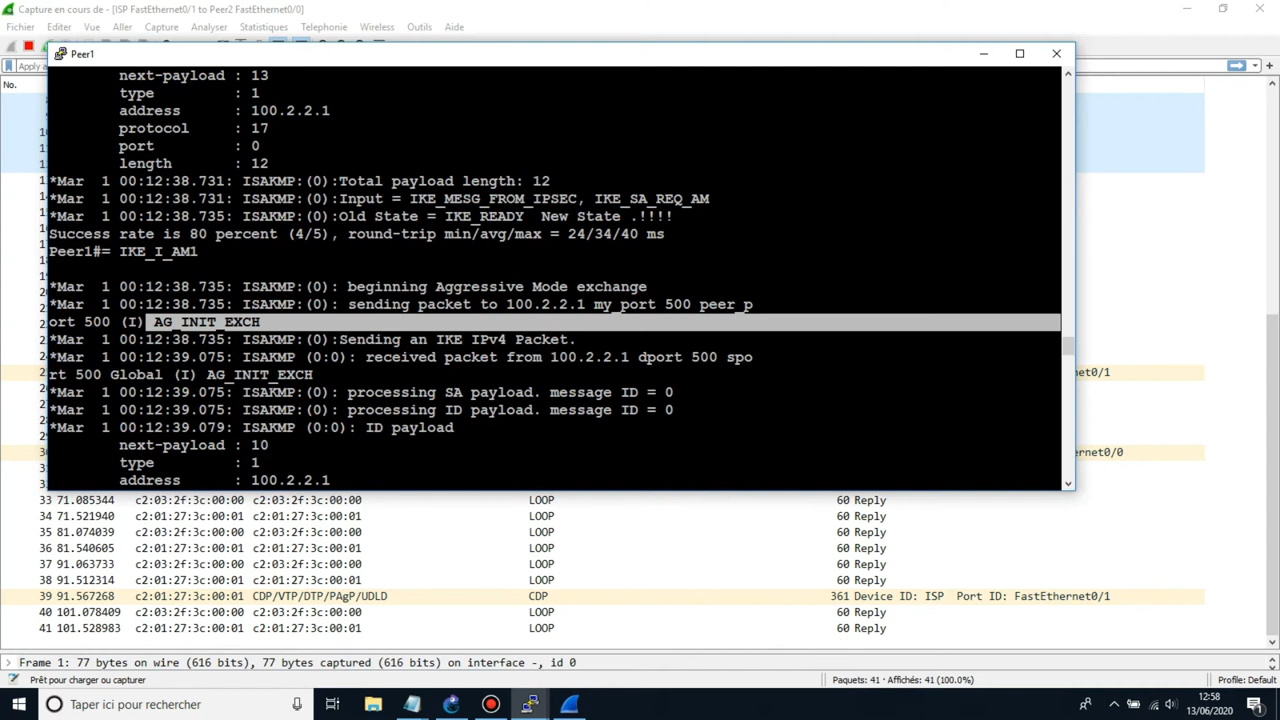 Capture en cours de - [ISP FastEthernet0/1 to Peer2 FastEthernet0/0]
Fichier Editer Vue Aller Capture Analyser Statistiques Telephonie Wireless Outils Aide
Peer1
Apply a
No.
next-payload : 13
type : 1
address : 100.2.2.1
protocol : 17
port : 0
length : 12
*Mar 1 00:12:38.731: ISAKMP:(0):Total payload length: 12
*Mar 1 00:12:38.731: ISAKMP:(0):Input = IKE_MESG_FROM_IPSEC, IKE_SA_REQ_AM
*Mar 1 00:12:38.735: ISAKMP:(0):Old State = IKE_READY New State .!!!!
Success rate is 80 percent (4/5), round-trip min/avg/max = 24/34/40 ms
Peer1#= IKE_I_AM1
*Mar 1 00:12:38.735: ISAKMP:(0): beginning Aggressive Mode exchange
*Mar 1 00:12:38.735: ISAKMP:(0): sending packet to 100.2.2.1 my_port 500 peer_p
ort 500 (I) AG_INIT_EXCH
*Mar 1 00:12:38.735: ISAKMP:(0):Sending an IKE IPv4 Packet.
*Mar 1 00:12:39.075: ISAKMP (0:0): received packet from 100.2.2.1 dport 500 spo
rt 500 Global (I) AG_INIT_EXCH
*Mar 1 00:12:39.075: ISAKMP:(0): processing SA payload. message ID = 0
*Mar 1 00:12:39.075: ISAKMP:(0): processing ID payload. message ID = 0
*Mar 1 00:12:39.079: ISAKMP (0:0): ID payload
next-payload : 10
type : 1
address : 100.2.2.1
ernet0/1
ernet0/0
33 71.085344 c2:03:2f:3c:00:00 c2:03:2f:3c:00:00 LOOP 60 Reply
34 71.521940 c2:01:27:3c:00:01 c2:01:27:3c:00:01 LOOP 60 Reply
35 81.074039 c2:03:2f:3c:00:00 c2:03:2f:3c:00:00 LOOP 60 Reply
36 81.540605 c2:01:27:3c:00:01 c2:01:27:3c:00:01 LOOP 60 Reply
37 91.063733 c2:03:2f:3c:00:00 c2:03:2f:3c:00:00 LOOP 60 Reply
38 91.512314 c2:01:27:3c:00:01 c2:01:27:3c:00:01 LOOP 60 Reply
39 91.567268 c2:01:27:3c:00:01 CDP/VTP/DTP/PAgP/UDLD CDP 361 Device ID: ISP Port ID: FastEthernet0/1
40 101.078409 c2:03:2f:3c:00:00 c2:03:2f:3c:00:00 LOOP 60 Reply
41 101.528983 c2:01:27:3c:00:01 c2:01:27:3c:00:01 LOOP 60 Reply
Frame 1: 77 bytes on wire (616 bits), 77 bytes captured (616 bits) on interface -, id 0
Prêt pour charger ou capturer Paquets: 41 · Affichés: 41 (100.0%) Profile: Default
Taper ici pour rechercher
12:58
13/06/2020